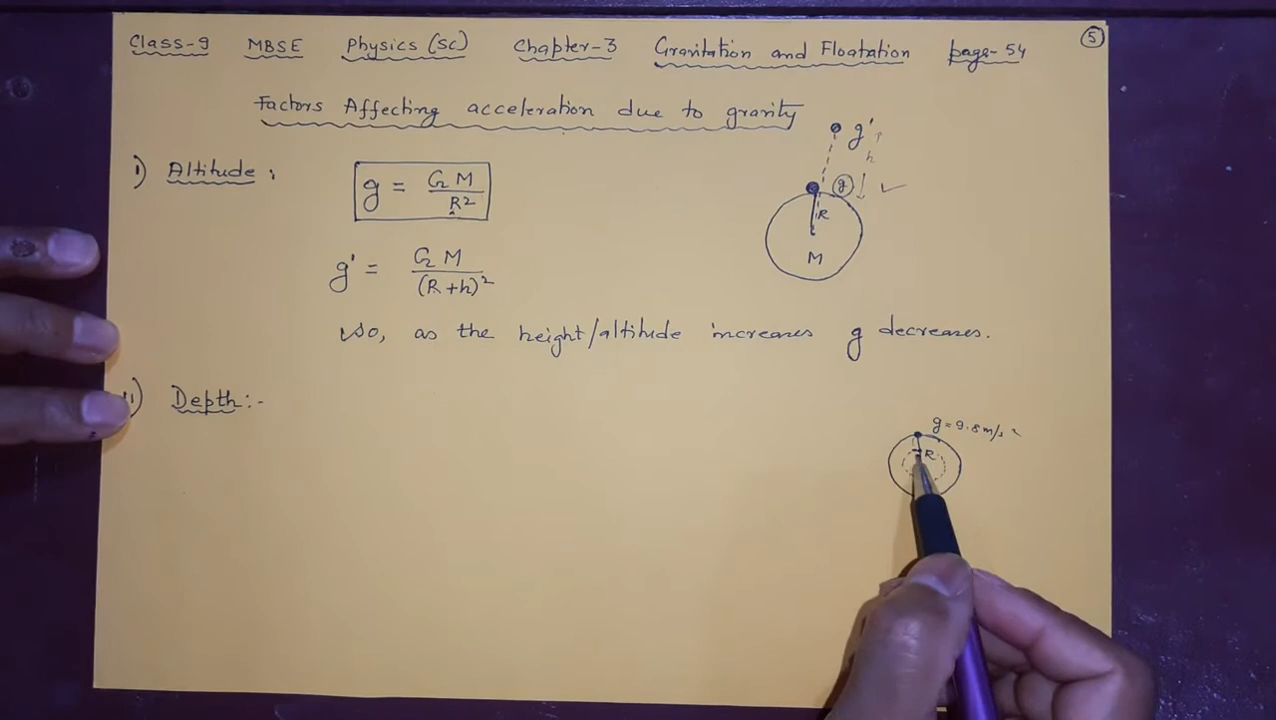 Class-9 MBSE Physics (SC) Chapter-3 Gravitation and Floatation page-54
5
Factors Affecting acceleration due to gravity
i) Altitude :
g = GM / R²
g' = GM / (R+h)²
So, as the height/altitude increases g decreases.
g'
h
g ✓
R
M
ii) Depth:-
g = 9.8 m/s²
R